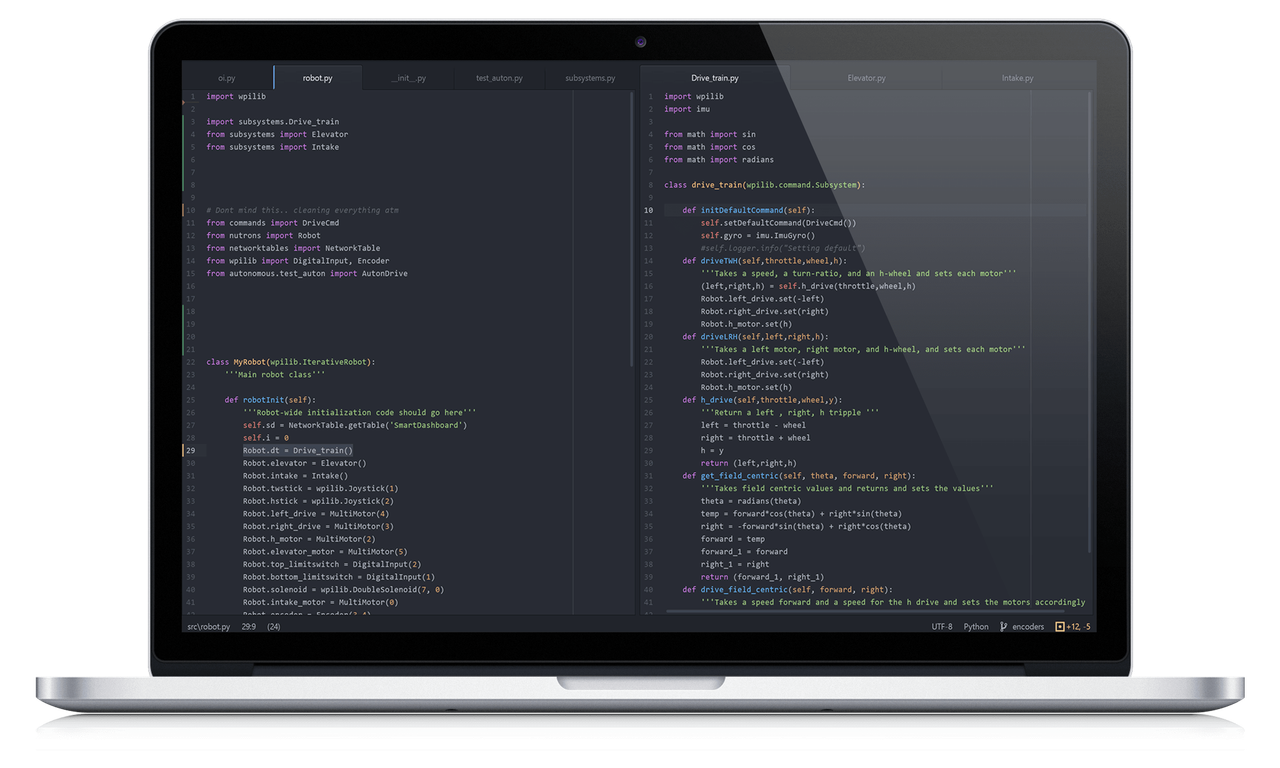 oi.py robot.py __init__.py test_auton.py subsystems.py
1 import wpilib
2
3 import subsystems.Drive_train
4 from subsystems import Elevator
5 from subsystems import Intake
6
7
8
9
10 # Dont mind this.. cleaning everything atm
11 from commands import DriveCmd
12 from nutrons import Robot
13 from networktables import NetworkTable
14 from wpilib import DigitalInput, Encoder
15 from autonomous.test_auton import AutonDrive
16
17
18
19
20
21
22 class MyRobot(wpilib.IterativeRobot):
23 '''Main robot class'''
24
25 def robotInit(self):
26 '''Robot-wide initialization code should go here'''
27 self.sd = NetworkTable.getTable('SmartDashboard')
28 self.i = 0
29 Robot.dt = Drive_train()
30 Robot.elevator = Elevator()
31 Robot.intake = Intake()
32 Robot.twstick = wpilib.Joystick(1)
33 Robot.hstick = wpilib.Joystick(2)
34 Robot.left_drive = MultiMotor(4)
35 Robot.right_drive = MultiMotor(3)
36 Robot.h_motor = MultiMotor(2)
37 Robot.elevator_motor = MultiMotor(5)
38 Robot.top_limitswitch = DigitalInput(2)
39 Robot.bottom_limitswitch = DigitalInput(1)
40 Robot.solenoid = wpilib.DoubleSolenoid(7, 0)
41 Robot.intake_motor = MultiMotor(0)
Drive_train.py Elevator.py Intake.py
1 import wpilib
2 import imu
3
4 from math import sin
5 from math import cos
6 from math import radians
7
8 class drive_train(wpilib.command.Subsystem):
9
10 def initDefaultCommand(self):
11 self.setDefaultCommand(DriveCmd())
12 self.gyro = imu.ImuGyro()
13 #self.logger.info("Setting default")
14 def driveTWH(self,throttle,wheel,h):
15 '''Takes a speed, a turn-ratio, and an h-wheel and sets each motor'''
16 (left,right,h) = self.h_drive(throttle,wheel,h)
17 Robot.left_drive.set(-left)
18 Robot.right_drive.set(right)
19 Robot.h_motor.set(h)
20 def driveLRH(self,left,right,h):
21 '''Takes a left motor, right motor, and h-wheel, and sets each motor'''
22 Robot.left_drive.set(-left)
23 Robot.right_drive.set(right)
24 Robot.h_motor.set(h)
25 def h_drive(self,throttle,wheel,y):
26 '''Return a left , right, h tripple '''
27 left = throttle - wheel
28 right = throttle + wheel
29 h = y
30 return (left,right,h)
31 def get_field_centric(self, theta, forward, right):
32 '''Takes field centric values and returns and sets the values'''
33 theta = radians(theta)
34 temp = forward*cos(theta) + right*sin(theta)
35 right = -forward*sin(theta) + right*cos(theta)
36 forward = temp
37 forward_1 = forward
38 right_1 = right
39 return (forward_1, right_1)
40 def drive_field_centric(self, forward, right):
41 '''Takes a speed forward and a speed for the h drive and sets the motors accordingly
src\robot.py 29:9 (24) UTF-8 Python encoders +12, -5